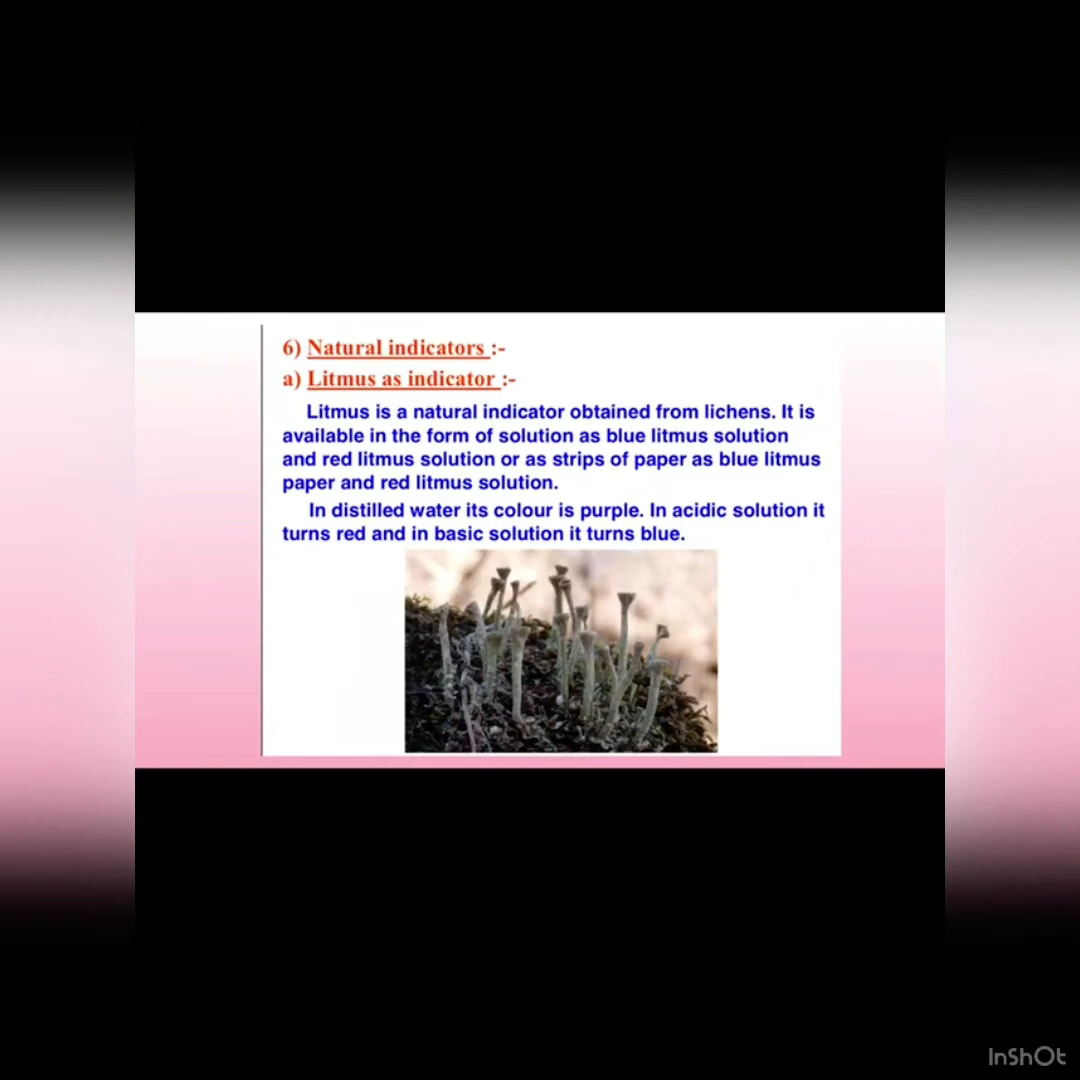 6) Natural indicators :-
a) Litmus as indicator :-
Litmus is a natural indicator obtained from lichens. It is
available in the form of solution as blue litmus solution
and red litmus solution or as strips of paper as blue litmus
paper and red litmus solution.
In distilled water its colour is purple. In acidic solution it
turns red and in basic solution it turns blue.
InShOt